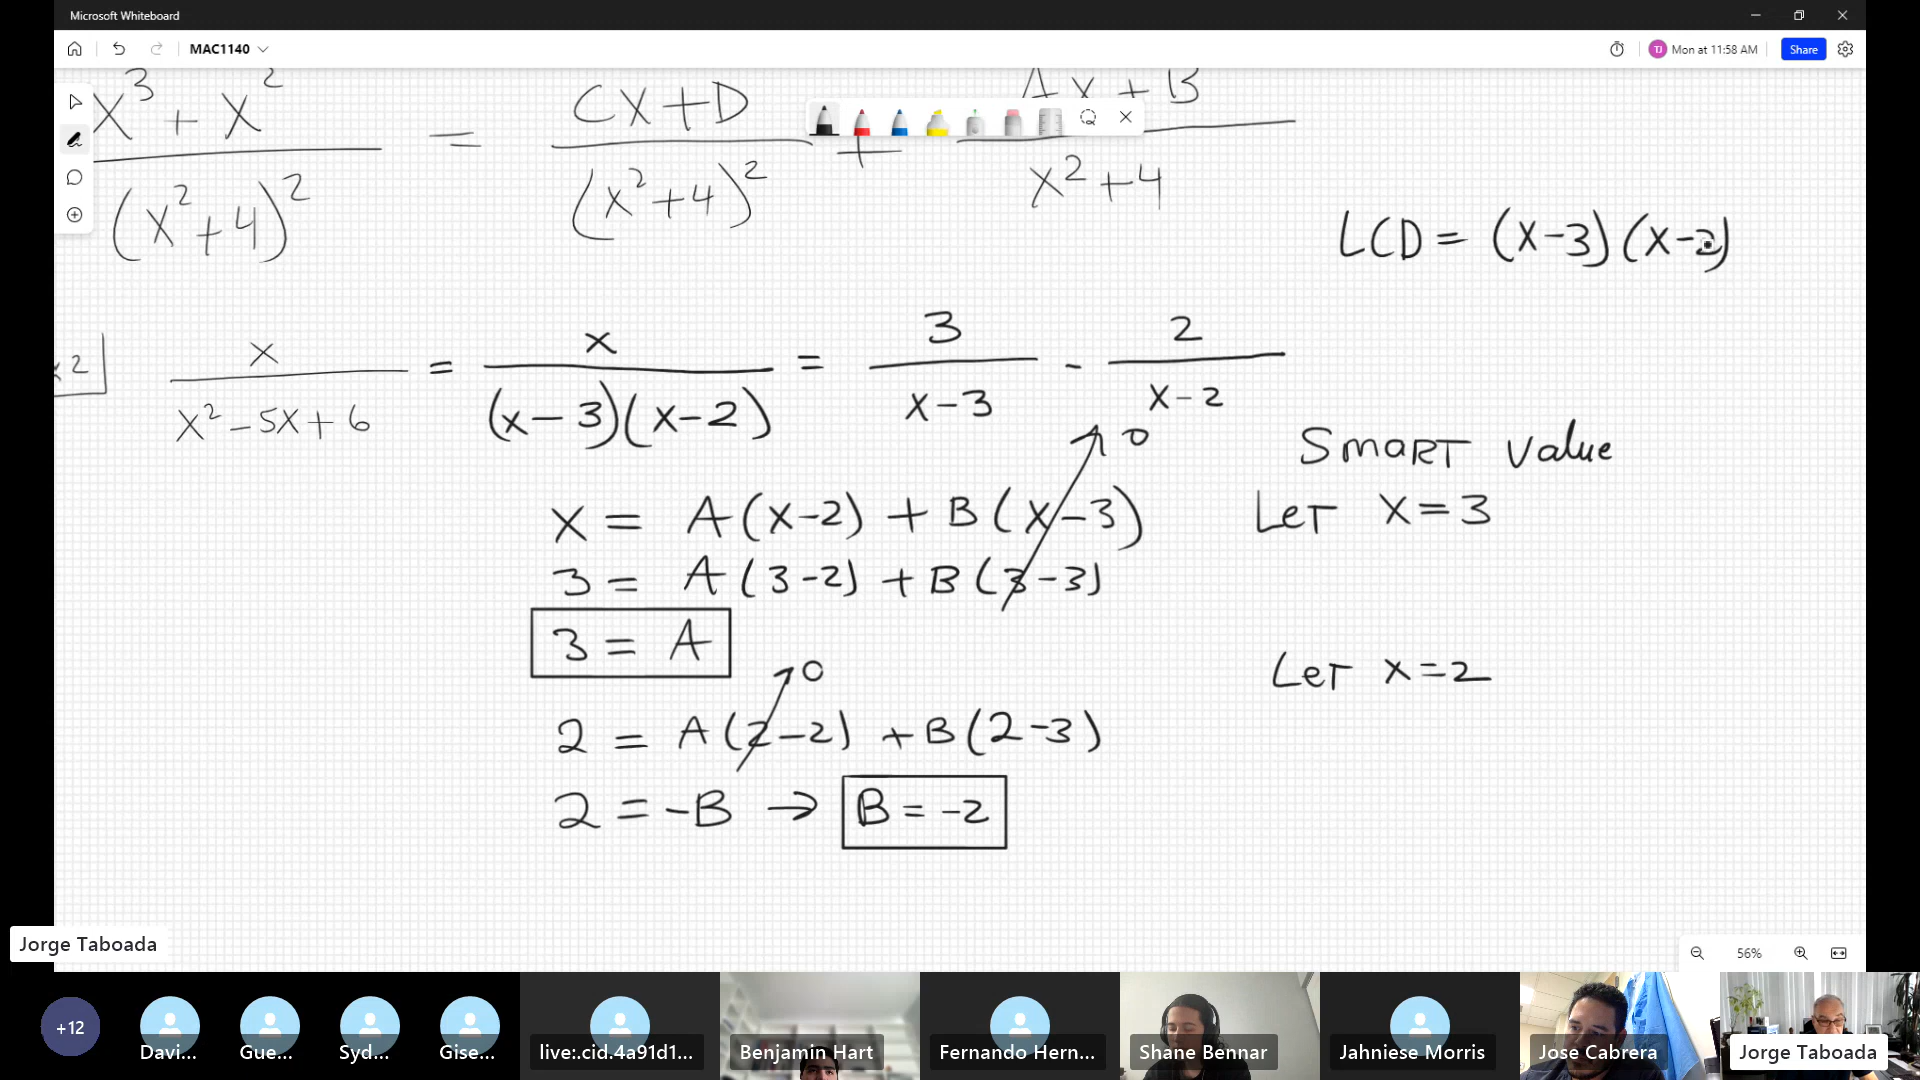 Microsoft Whiteboard
MAC1140
TJ Mon at 11:58 AM Share
x³ + x² / (x² + 4)² = Cx + D / (x² + 4)² + Ax + B / x² + 4
LCD = (x-3)(x-2)
2 x / x² - 5x + 6 = x / (x-3)(x-2) = 3 / x-3 - 2 / x-2
0
Smart Value
x = A(x-2) + B(x-3) Let x=3
3 = A(3-2) + B(3-3)
3 = A
0 Let x=2
2 = A(2-2) + B(2-3)
2 = -B → B = -2
Jorge Taboada
56%
+12
Davi...
Gue...
Syd...
Gise...
live:.cid.4a91d1...
Benjamin Hart
Fernando Hern...
Shane Bennar
Jahniese Morris
Jose Cabrera
Jorge Taboada